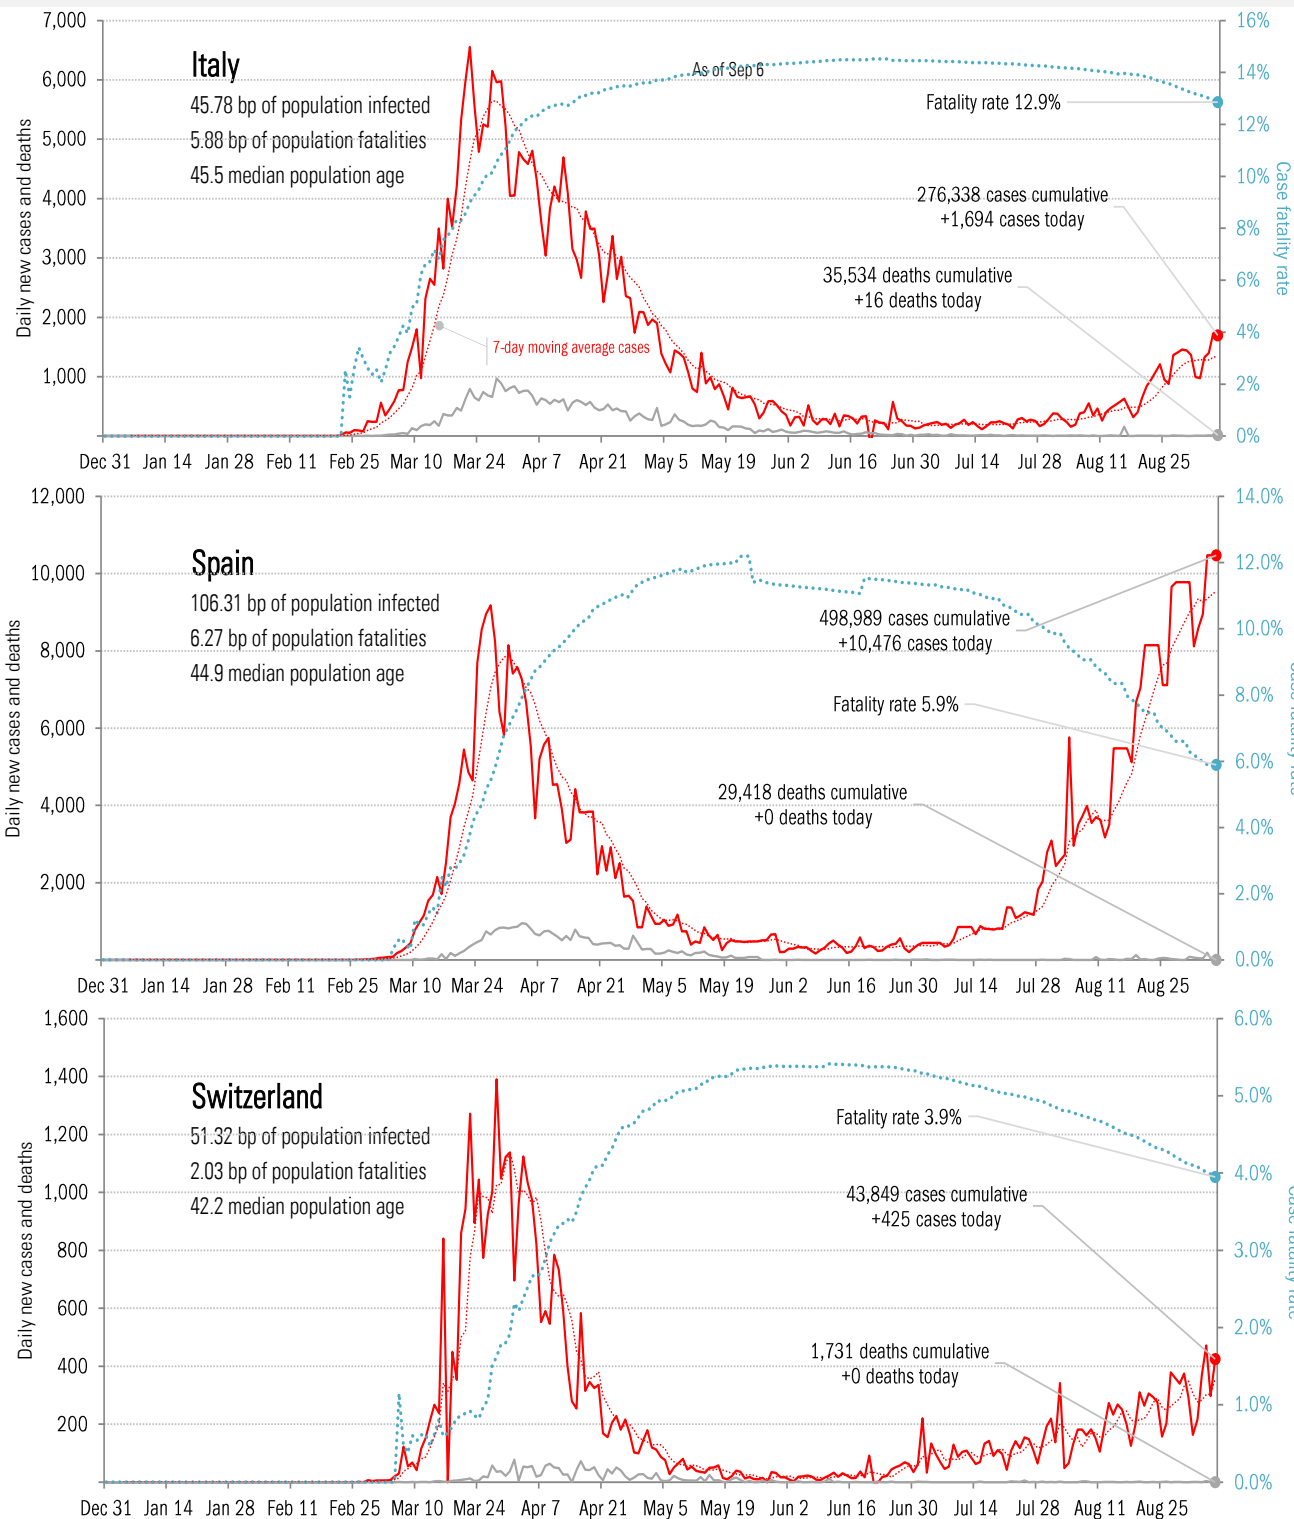 7,000
6,000
5,000
4,000
3,000
2,000
1,000
Daily new cases and deaths
16%
14%
12%
10%
8%
6%
4%
2%
0%
Case fatality rate
Italy
45.78 bp of population infected
5.88 bp of population fatalities
45.5 median population age
As of Sep 6
Fatality rate 12.9%
276,338 cases cumulative
+1,694 cases today
35,534 deaths cumulative
+16 deaths today
7-day moving average cases
Dec 31 Jan 14 Jan 28 Feb 11 Feb 25 Mar 10 Mar 24 Apr 7 Apr 21 May 5 May 19 Jun 2 Jun 16 Jun 30 Jul 14 Jul 28 Aug 11 Aug 25
12,000
10,000
8,000
6,000
4,000
2,000
Daily new cases and deaths
14.0%
12.0%
10.0%
8.0%
6.0%
4.0%
2.0%
0.0%
Spain
106.31 bp of population infected
6.27 bp of population fatalities
44.9 median population age
498,989 cases cumulative
+10,476 cases today
Fatality rate 5.9%
29,418 deaths cumulative
+0 deaths today
Dec 31 Jan 14 Jan 28 Feb 11 Feb 25 Mar 10 Mar 24 Apr 7 Apr 21 May 5 May 19 Jun 2 Jun 16 Jun 30 Jul 14 Jul 28 Aug 11 Aug 25
1,600
1,400
1,200
1,000
800
600
400
200
Daily new cases and deaths
6.0%
5.0%
4.0%
3.0%
2.0%
1.0%
0.0%
Switzerland
51.32 bp of population infected
2.03 bp of population fatalities
42.2 median population age
Fatality rate 3.9%
43,849 cases cumulative
+425 cases today
1,731 deaths cumulative
+0 deaths today
Dec 31 Jan 14 Jan 28 Feb 11 Feb 25 Mar 10 Mar 24 Apr 7 Apr 21 May 5 May 19 Jun 2 Jun 16 Jun 30 Jul 14 Jul 28 Aug 11 Aug 25